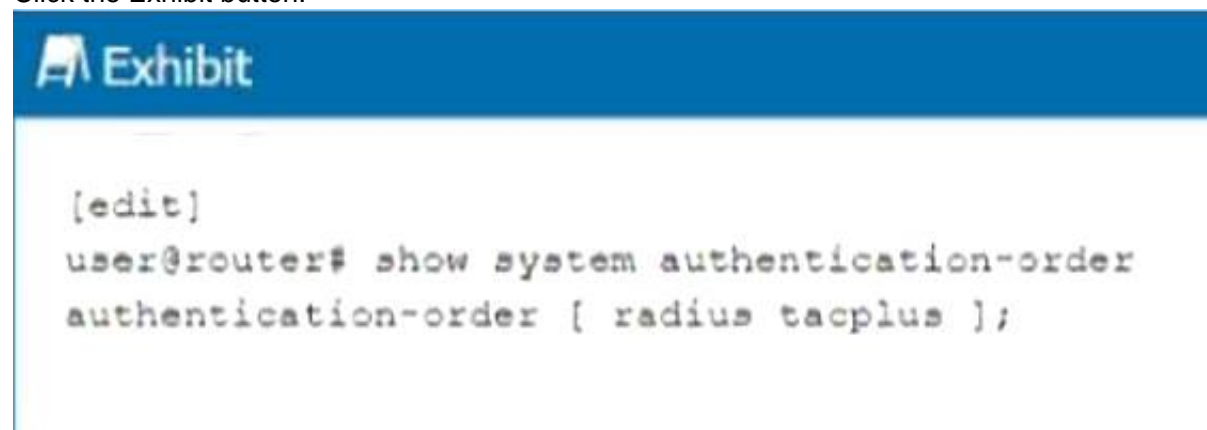 Click the Exhibit button.
Exhibit
[edit]
user@router# show system authentication-order
authentication-order [ radius tacplus ];